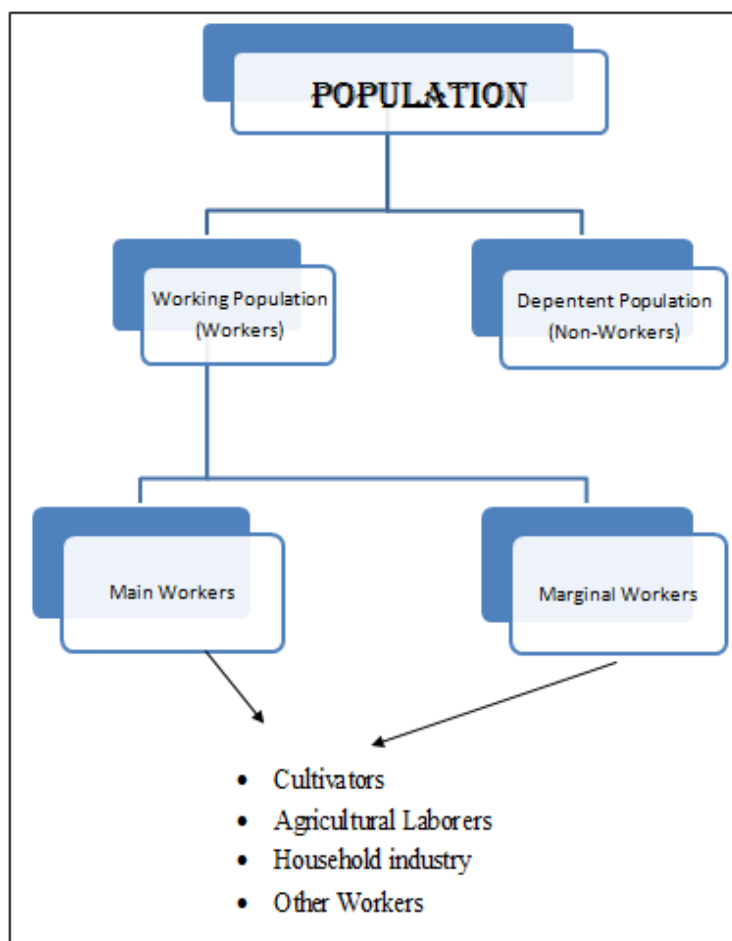 POPULATION
Working Population
(Workers)
Depentent Population
(Non-Workers)
Main Workers
Marginal Workers
• Cultivators
• Agricultural Laborers
• Household industry
• Other Workers